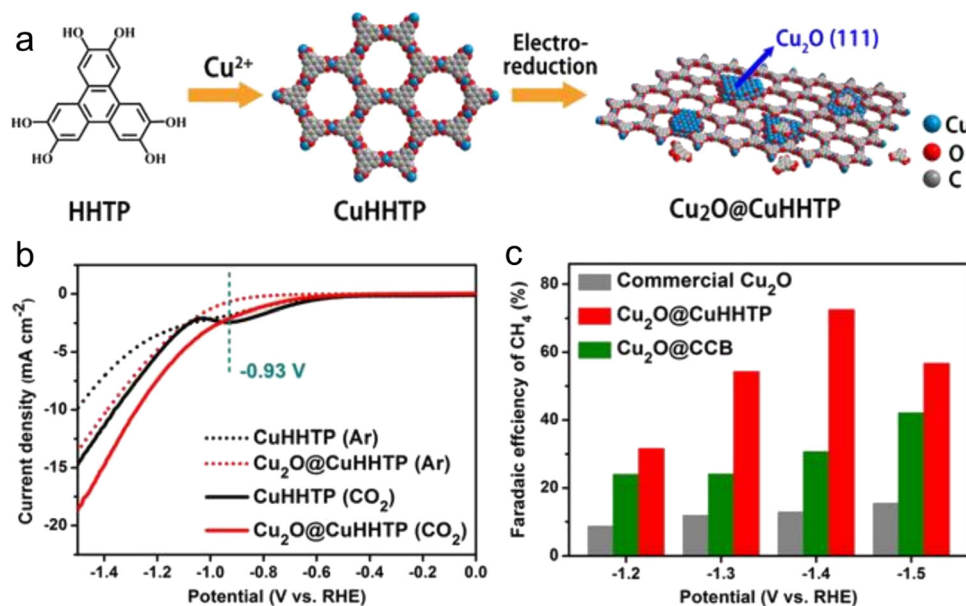 a
HO
OH
HO
OH
HO
OH
HHTP
Cu²⁺
CuHHTP
Electro-
reduction
Cu₂O (111)
Cu₂O@CuHHTP
Cu
O
C
b
Current density (mA cm⁻²)
0
-5
-10
-15
-20
-0.93 V
CuHHTP (Ar)
Cu₂O@CuHHTP (Ar)
CuHHTP (CO₂)
Cu₂O@CuHHTP (CO₂)
-1.4 -1.2 -1.0 -0.8 -0.6 -0.4 -0.2 0.0
Potential (V vs. RHE)
c
Faradaic effciency of CH₄ (%)
80
60
40
20
0
Commercial Cu₂O
Cu₂O@CuHHTP
Cu₂O@CCB
-1.2 -1.3 -1.4 -1.5
Potential (V vs. RHE)